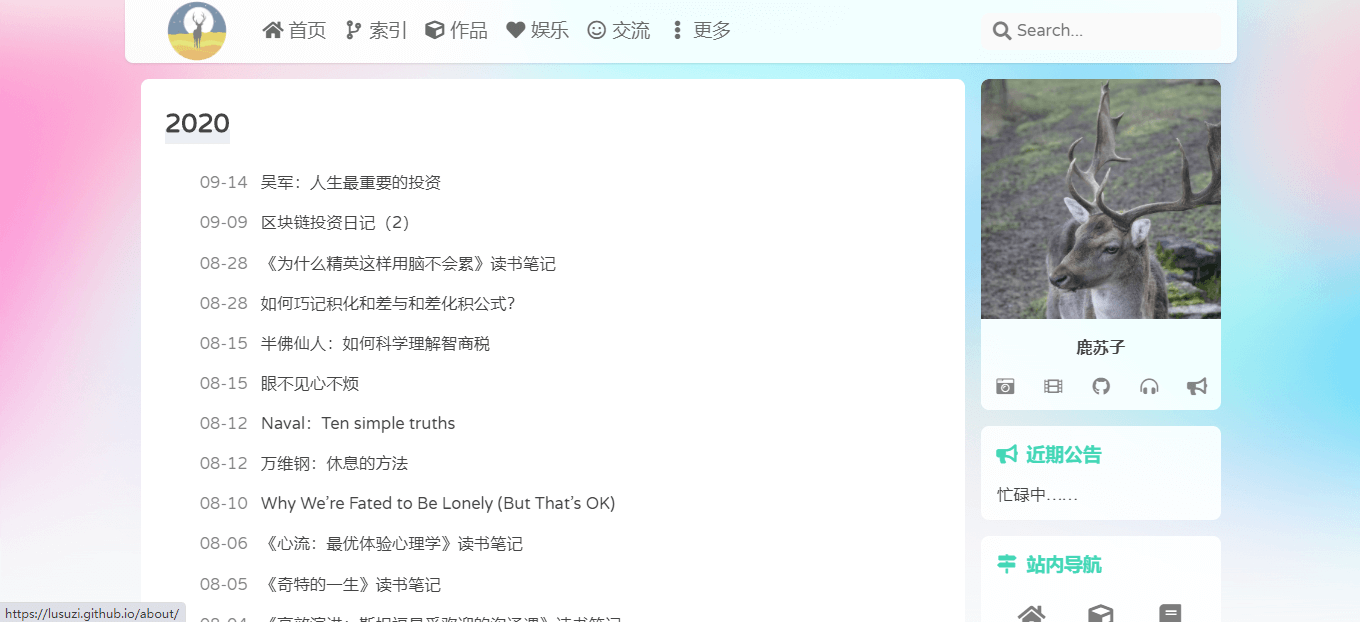 首页 索引 作品 娱乐 交流 更多 Search...
2020
09-14 吴军：人生最重要的投资
09-09 区块链投资日记（2）
08-28 《为什么精英这样用脑不会累》读书笔记
08-28 如何巧记积化和差与和差化积公式？
08-15 半佛仙人：如何科学理解智商税
08-15 眼不见心不烦
08-12 Naval：Ten simple truths
08-12 万维钢：休息的方法
08-10 Why We’re Fated to Be Lonely (But That’s OK)
08-06 《心流：最优体验心理学》读书笔记
08-05 《奇特的一生》读书笔记
鹿苏子
近期公告
忙碌中……
站内导航
https://lusuzi.github.io/about/